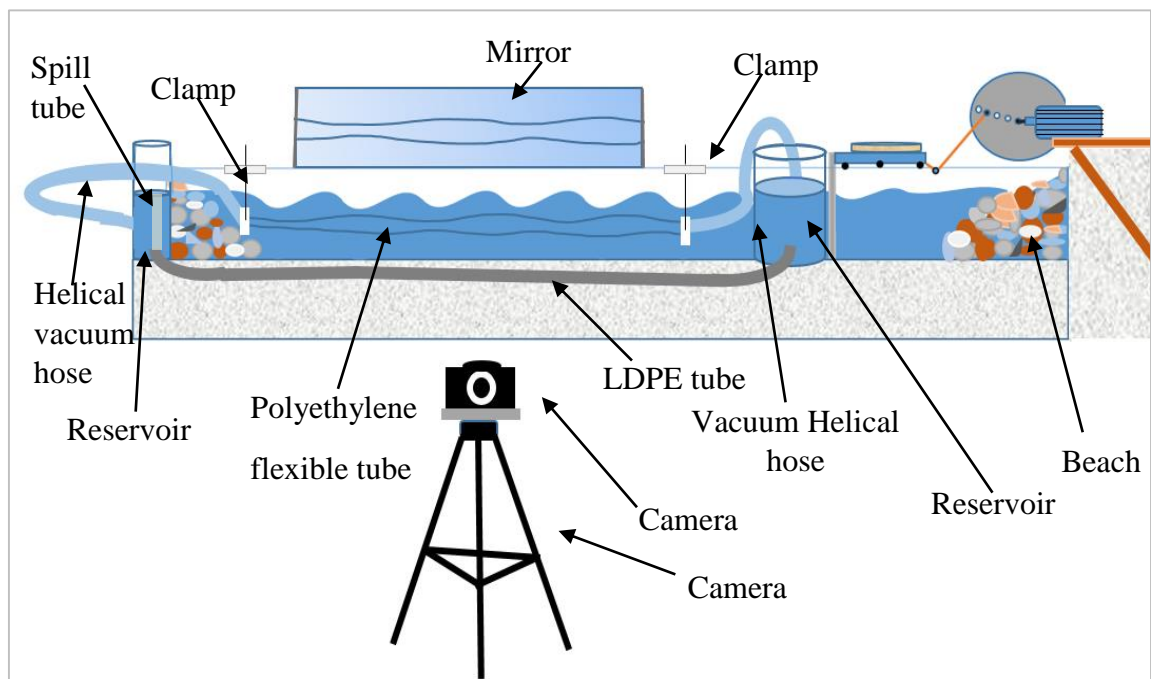 Spill
tube
Clamp
Mirror
Clamp
Helical
vacuum
hose
Reservoir
Polyethylene
flexible tube
LDPE tube
Vacuum Helical
hose
Reservoir
Beach
Camera
Camera